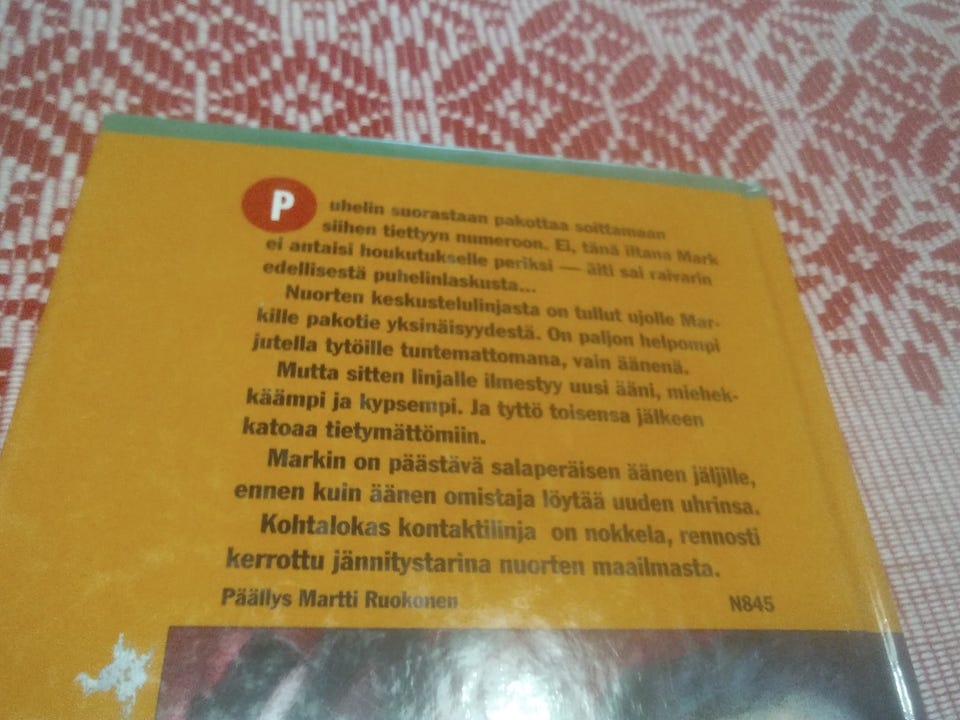 Puhelin suorastaan pakottaa soittamaan
siihen tiettyyn numeroon. Ei, tänä iltana Mark
ei antaisi houkutukselle periksi — äiti sai raivarin
edellisestä puhelinlaskusta...
Nuorten keskustelulinjasta on tullut ujolle Mar-
kille pakotie yksinäisyydestä. On paljon helpompi
jutella tytöille tuntemattomana, vain äänenä.
Mutta sitten linjalle ilmestyy uusi ääni, miehek-
käämpi ja kypsempi. Ja tyttö toisensa jälkeen
katoaa tietymättömiin.
Markin on päästävä salaperäisen äänen jäljille,
ennen kuin äänen omistaja löytää uuden uhrinsa.
Kohtalokas kontaktilinja on nokkela, rennosti
kerrottu jännitystarina nuorten maailmasta.
Päällys Martti Ruokonen N845